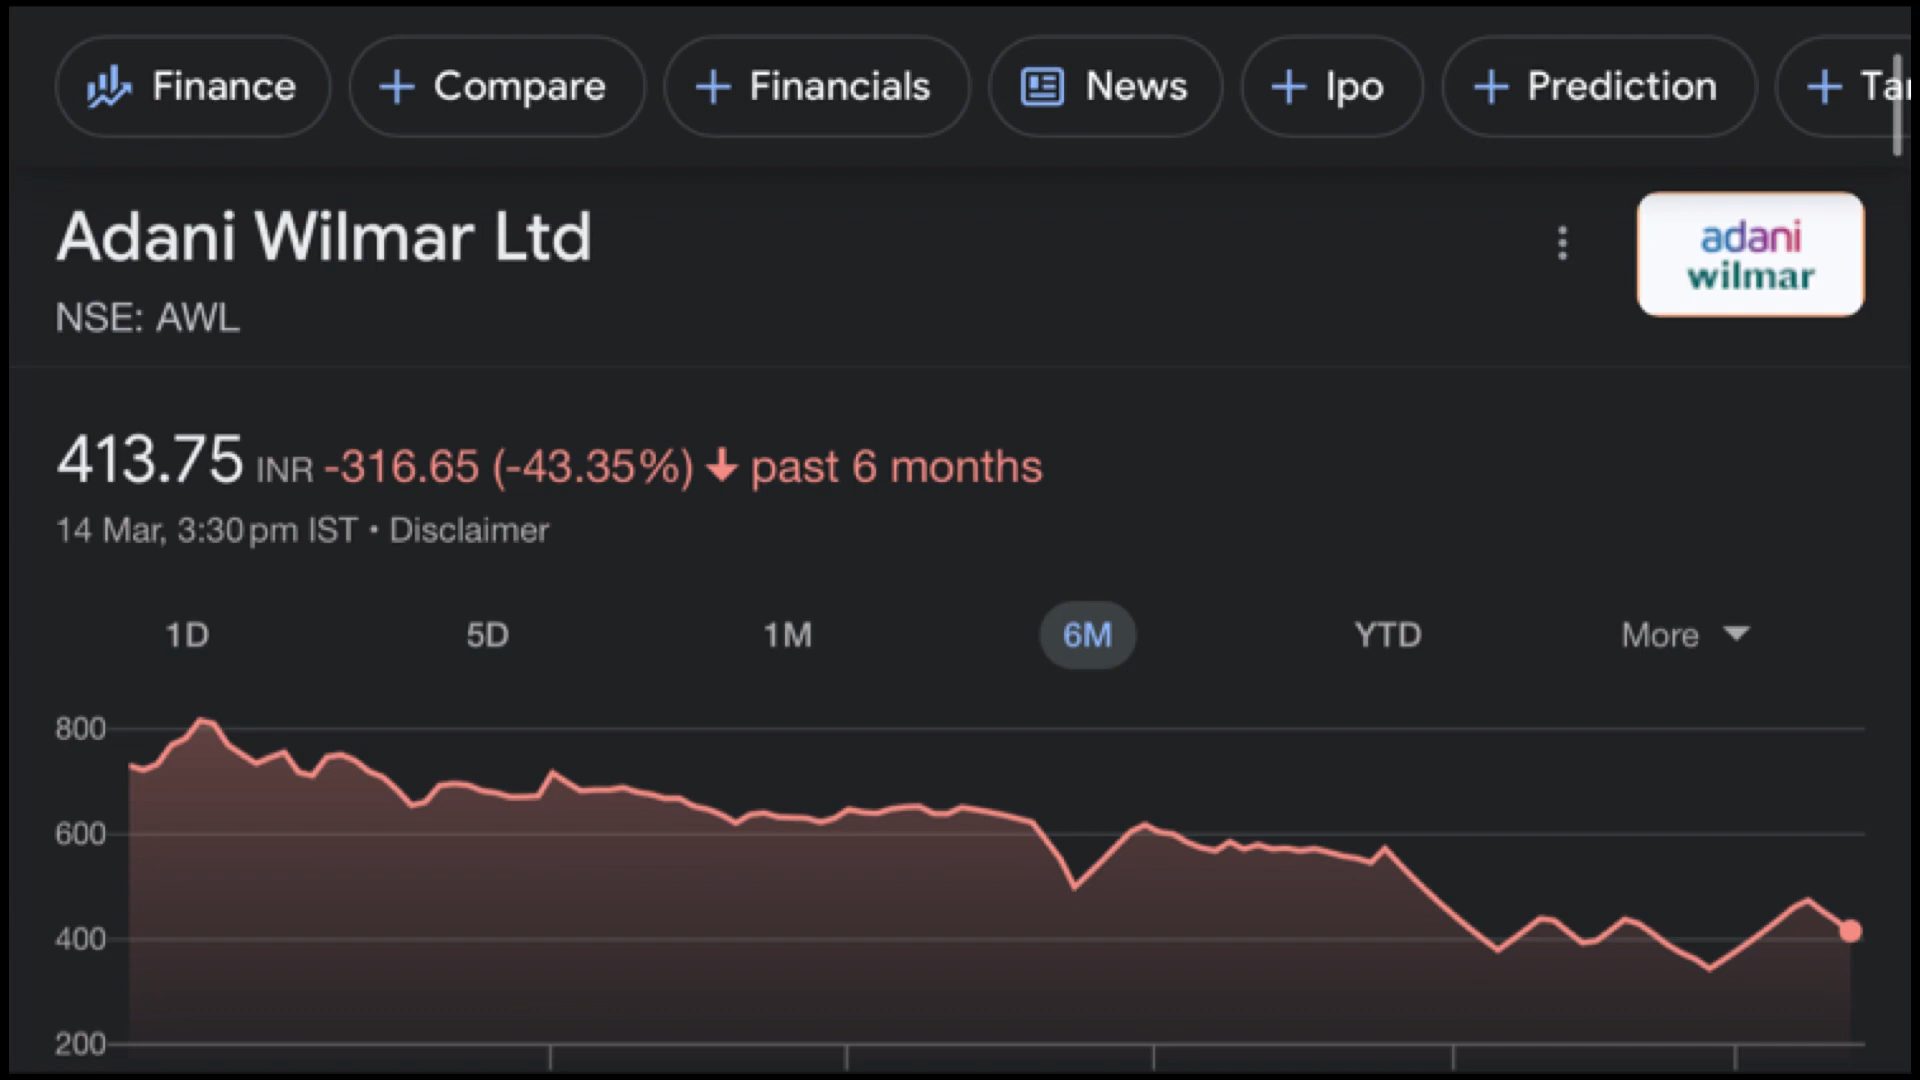 Finance Compare Financials News Ipo Prediction
Adani Wilmar Ltd
adani
wilmar
NSE: AWL
413.75 INR -316.65 (-43.35%) ↓ past 6 months
14 Mar, 3:30 pm IST • Disclaimer
1D 5D 1M 6M YTD More
800
600
400
200